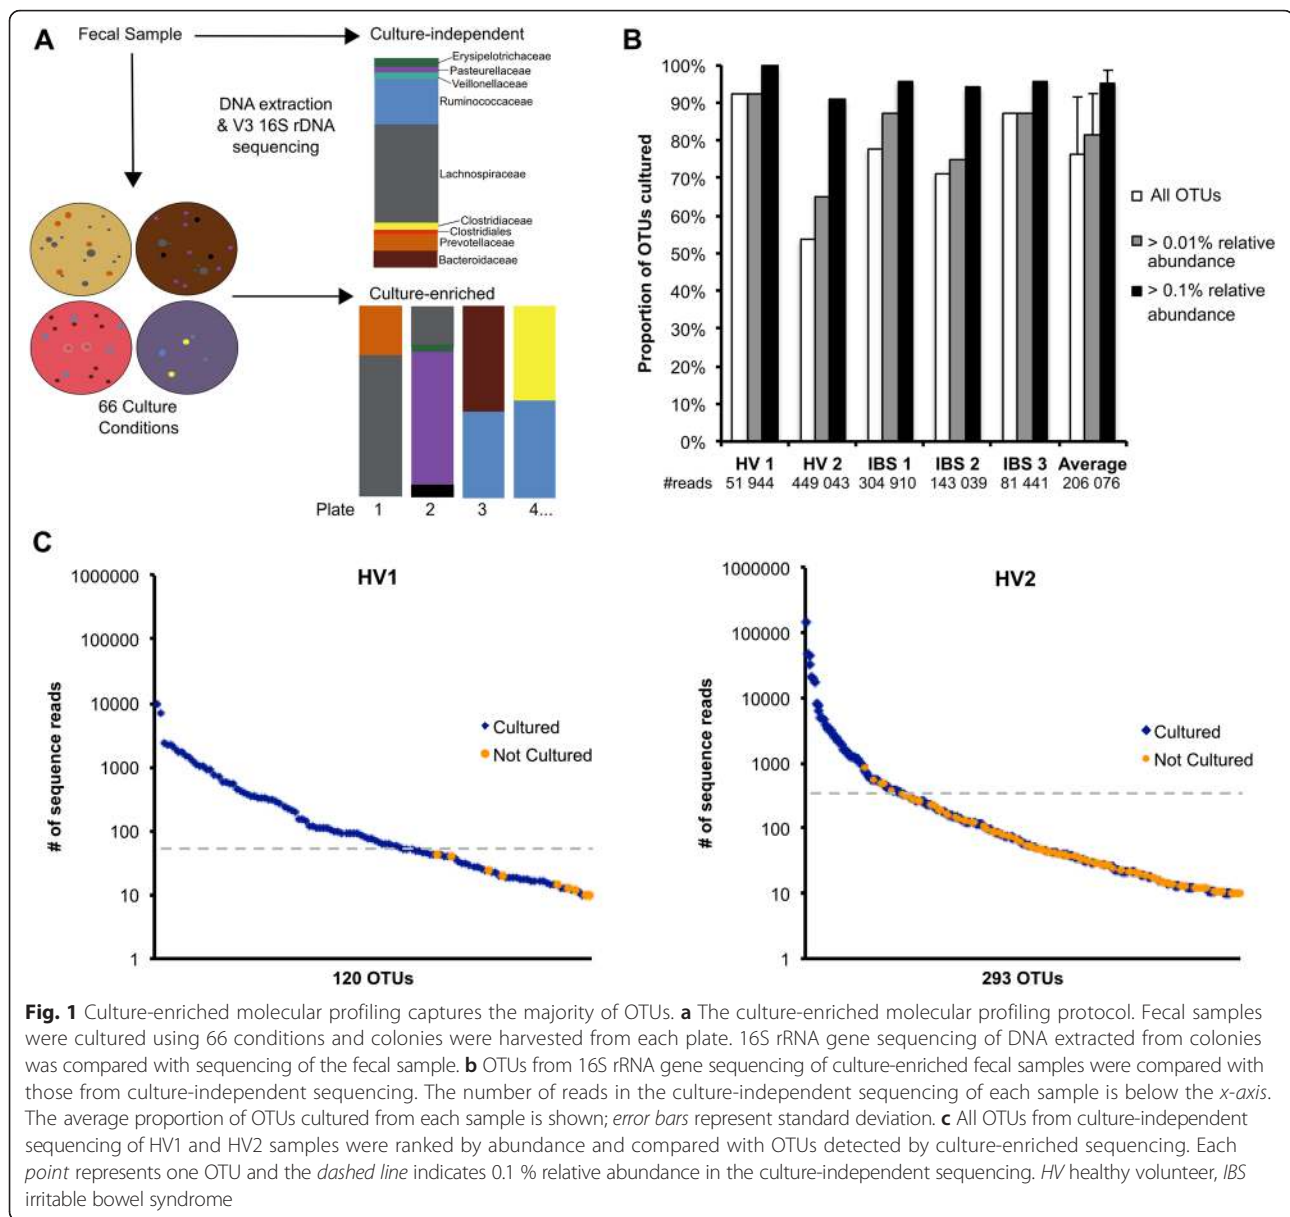 A
Fecal Sample
Culture-independent
DNA extraction
& V3 16S rDNA
sequencing
Erysipelotrichaceae
Pasteurellaceae
Veillonellaceae
Ruminococcaceae
Lachnospiraceae
Clostridiaceae
Clostridiales
Prevotellaceae
Bacteroidaceae
Culture-enriched
66 Culture
Conditions
Plate 1 2 3 4...
B
Proportion of OTUs cultured
100%
90%
80%
70%
60%
50%
40%
30%
20%
10%
0%
HV 1 HV 2 IBS 1 IBS 2 IBS 3 Average
#reads 51 944 449 043 304 910 143 039 81 441 206 076
All OTUs
> 0.01% relative
abundance
> 0.1% relative
abundance
C
HV1
# of sequence reads
1000000
100000
10000
1000
100
10
1
Cultured
Not Cultured
120 OTUs
HV2
# of sequence reads
1000000
100000
10000
1000
100
10
1
Cultured
Not Cultured
293 OTUs
Fig. 1 Culture-enriched molecular profiling captures the majority of OTUs. a The culture-enriched molecular profiling protocol. Fecal samples
were cultured using 66 conditions and colonies were harvested from each plate. 16S rRNA gene sequencing of DNA extracted from colonies
was compared with sequencing of the fecal sample. b OTUs from 16S rRNA gene sequencing of culture-enriched fecal samples were compared with
those from culture-independent sequencing. The number of reads in the culture-independent sequencing of each sample is below the x-axis.
The average proportion of OTUs cultured from each sample is shown; error bars represent standard deviation. c All OTUs from culture-independent
sequencing of HV1 and HV2 samples were ranked by abundance and compared with OTUs detected by culture-enriched sequencing. Each
point represents one OTU and the dashed line indicates 0.1 % relative abundance in the culture-independent sequencing. HV healthy volunteer, IBS
irritable bowel syndrome